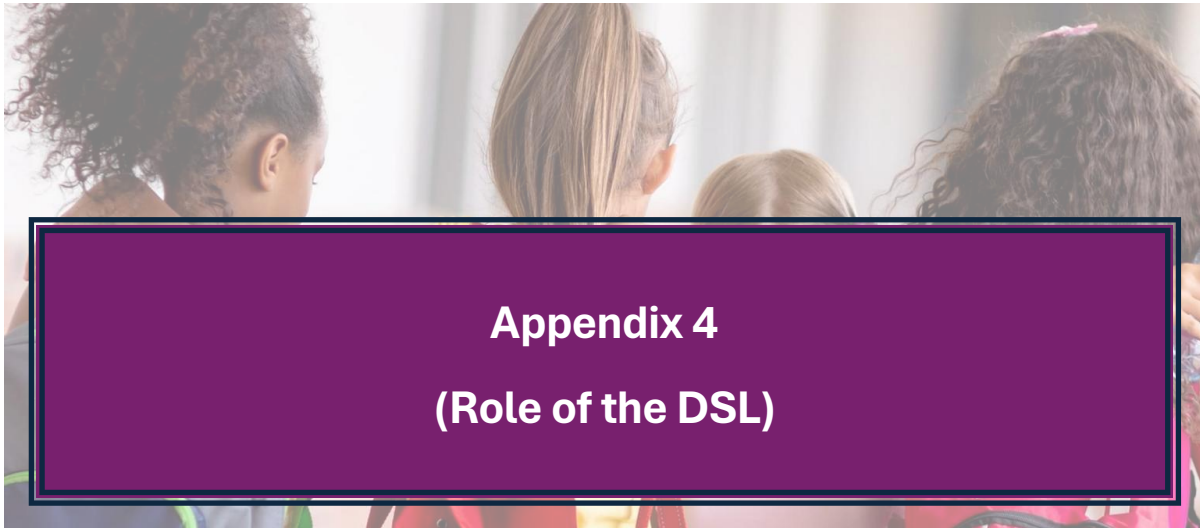 Appendix 4
(Role of the DSL)